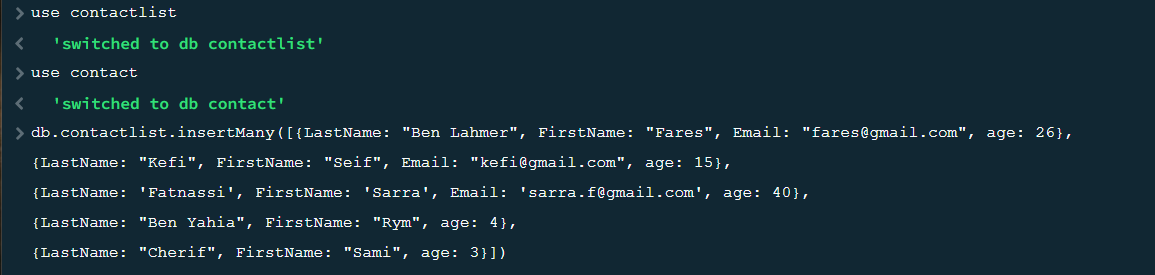 > use contactlist
< 'switched to db contactlist'
> use contact
< 'switched to db contact'
> db.contactlist.insertMany([{LastName: "Ben Lahmer", FirstName: "Fares", Email: "fares@gmail.com", age: 26},
{LastName: "Kefi", FirstName: "Seif", Email: "kefi@gmail.com", age: 15},
{LastName: 'Fatnassi', FirstName: 'Sarra', Email: 'sarra.f@gmail.com', age: 40},
{LastName: "Ben Yahia", FirstName: "Rym", age: 4},
{LastName: "Cherif", FirstName: "Sami", age: 3}])